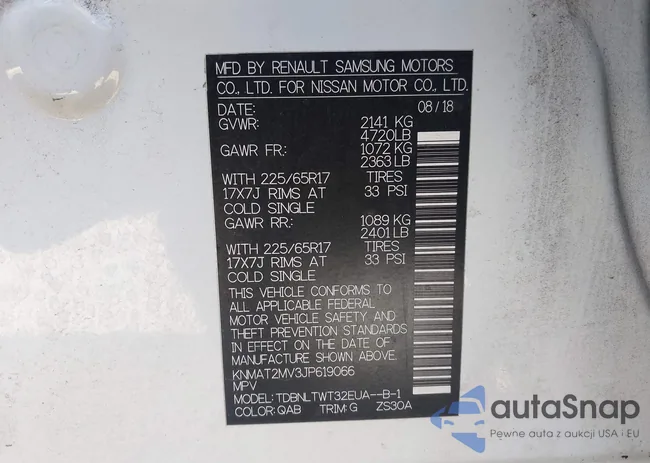 MFD BY RENAULT SAMSUNG MOTORS
CO., LTD. FOR NISSAN MOTOR CO., LTD.
DATE: 08/18
GVWR: 2141 KG
4720LB
GAWR FR: 1072 KG
2363 LB
WITH 225/65R17 TIRES
17X7J RIMS AT 33 PSI
COLD SINGLE
GAWR RR: 1089 KG
2401 LB
WITH 225/65R17 TIRES
17X7J RIMS AT 33 PSI
COLD SINGLE
THIS VEHICLE CONFORMS TO
ALL APPLICABLE FEDERAL
MOTOR VEHICLE SAFETY AND
THEFT PREVENTION STANDARDS
IN EFFECT ON THE DATE OF
MANUFACTURE SHOWN ABOVE.
KNMAT2MV3JP619066
MPV
MODEL: TDBNLTWT32EUA--B-1
COLOR: QAB TRIM: G ZS30A
autoSnap
Pewne auta z aukcji USA i EU